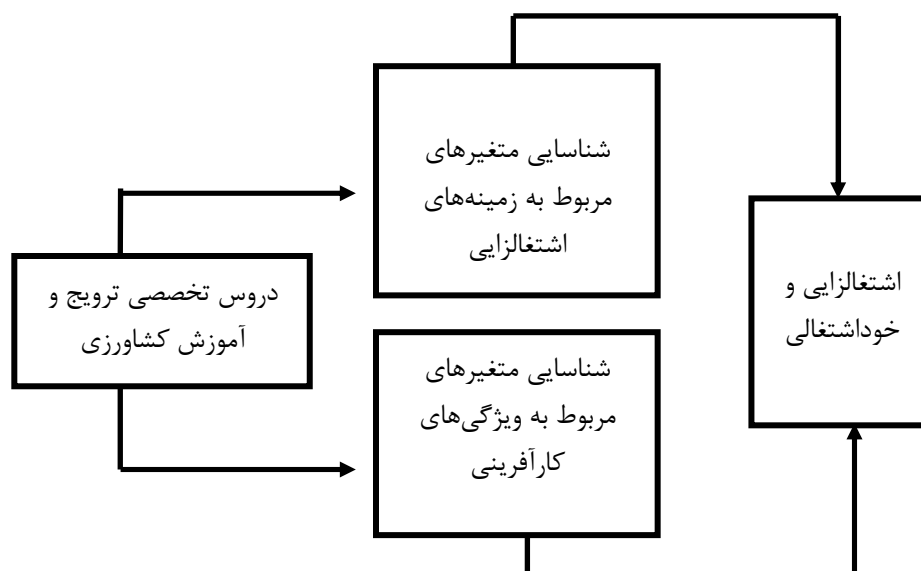 شناسایی متغیرهای
مربوط به زمینه‌های
اشتغالزایی
دروس تخصصی ترویج و
آموزش کشاورزی
شناسایی متغیرهای
مربوط به ویژگی‌های
کارآفرینی
اشتغالزایی و
خوداشتغالی